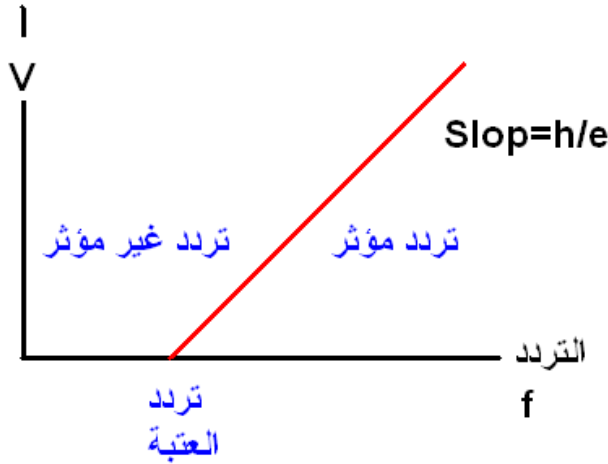 I
V
Slop=h/e
تردد غير مؤثر
تردد مؤثر
التردد
f
تردد
العتبة